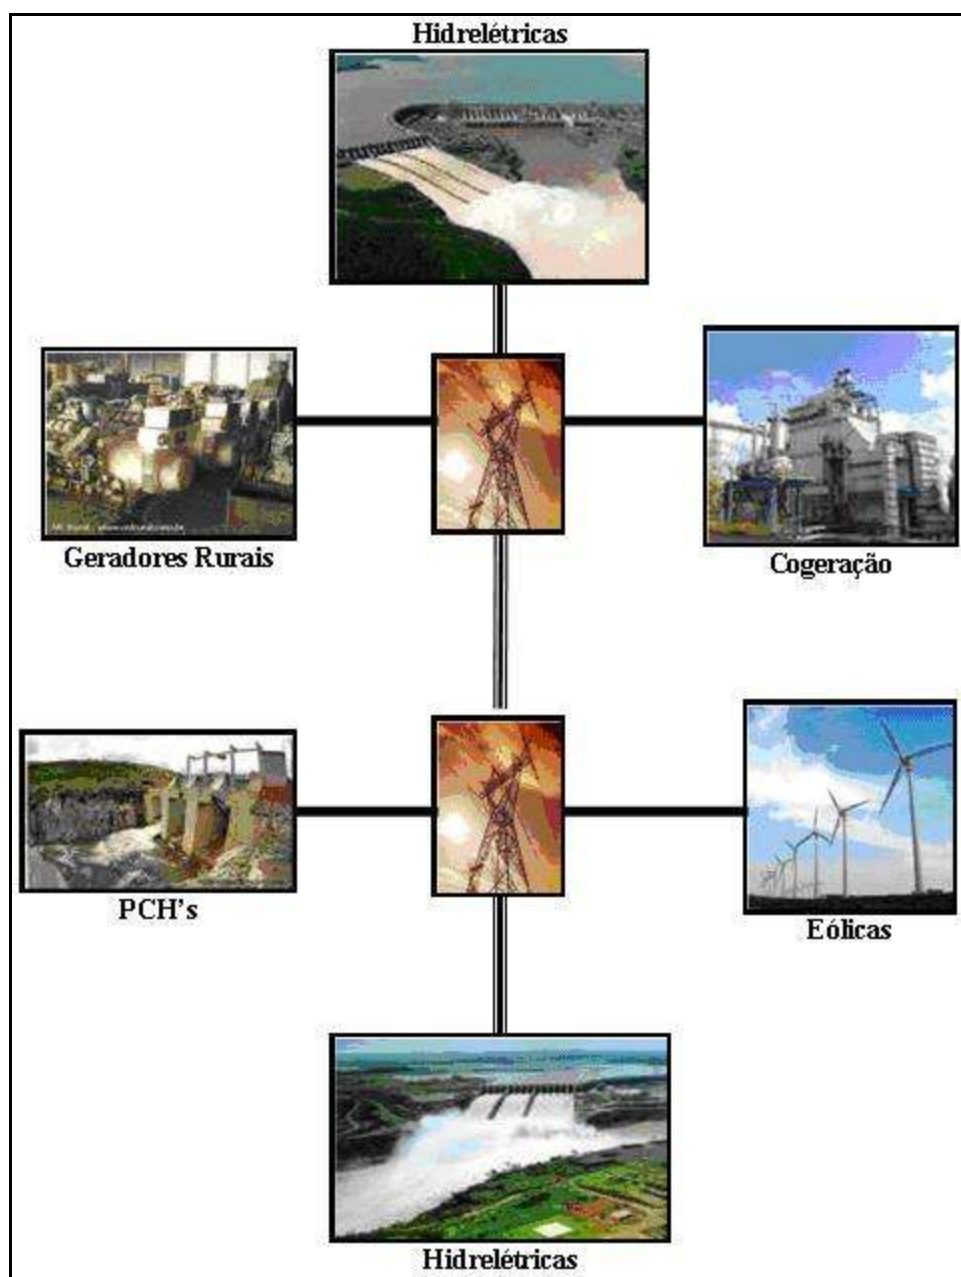 Hidrelétricas
Geradores Rurais
Cogeração
PCH's
Eólicas
Hidrelétricas